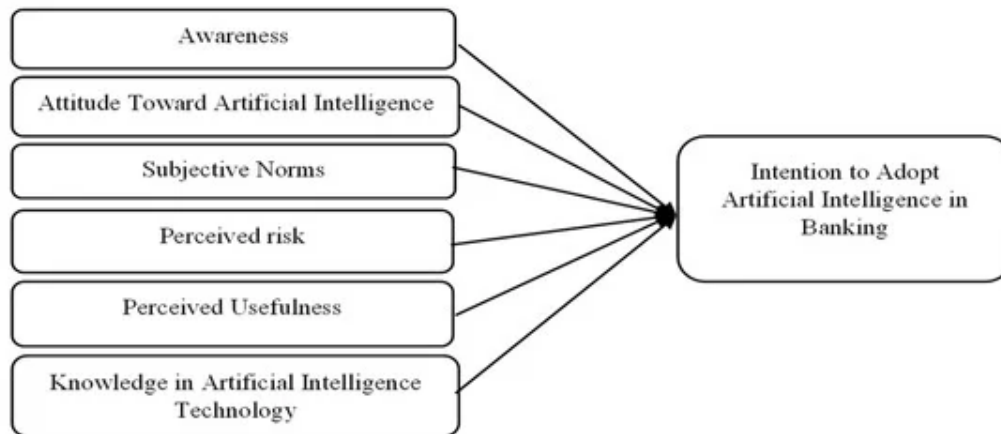 Awareness
Attitude Toward Artificial Intelligence
Subjective Norms
Perceived risk
Perceived Usefulness
Knowledge in Artificial Intelligence
Technology
Intention to Adopt
Artificial Intelligence in
Banking